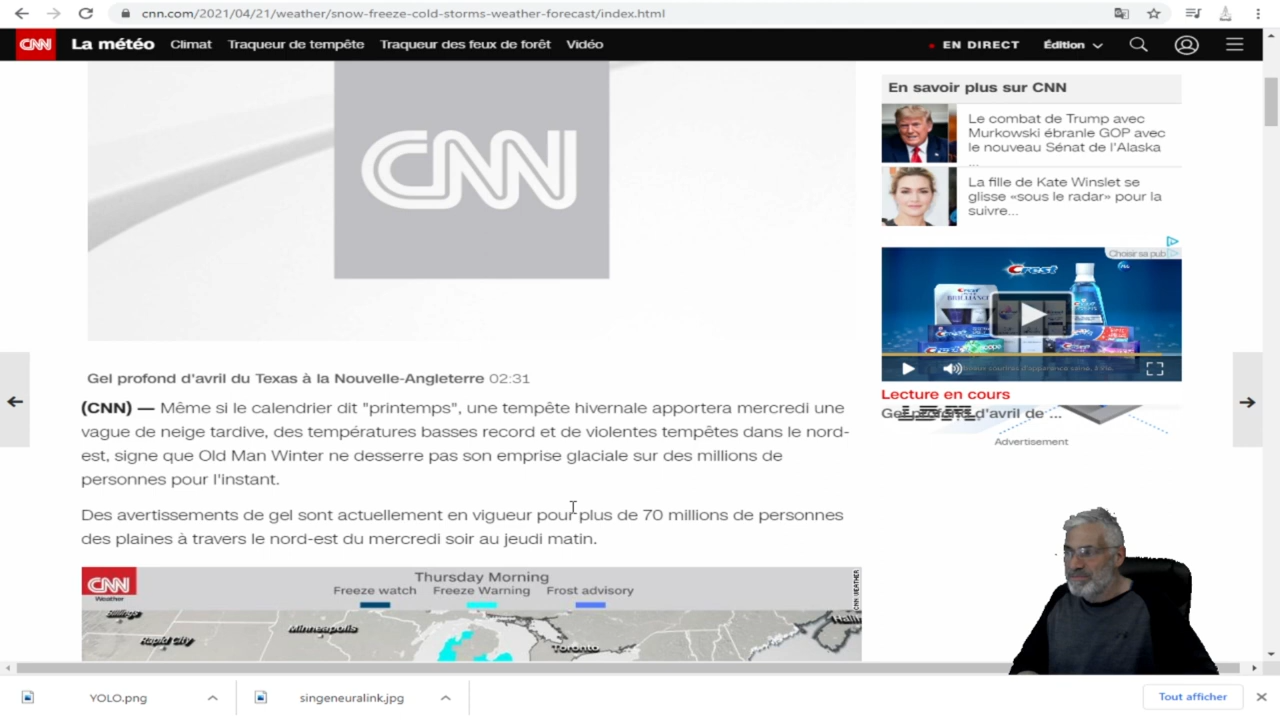 cnn.com/2021/04/21/weather/snow-freeze-cold-storms-weather-forecast/index.html
CNN La météo Climat Traqueur de tempête Traqueur des feux de forêt Vidéo EN DIRECT Édition
CNN
En savoir plus sur CNN
Le combat de Trump avec
Murkowski ébranle GOP avec
le nouveau Sénat de l'Alaska
...
La fille de Kate Winslet se
glisse «sous le radar» pour la
suivre...
Choisir sa pub
Crest
Crest
BRILLIANCE
Lecture en cours
Gel profond d'avril de ...
Advertisement
Gel profond d'avril du Texas à la Nouvelle-Angleterre 02:31
(CNN) — Même si le calendrier dit "printemps", une tempête hivernale apportera mercredi une
vague de neige tardive, des températures basses record et de violentes tempêtes dans le nord-
est, signe que Old Man Winter ne desserre pas son emprise glaciale sur des millions de
personnes pour l'instant.
Des avertissements de gel sont actuellement en vigueur pour plus de 70 millions de personnes
des plaines à travers le nord-est du mercredi soir au jeudi matin.
CNN
Weather
Thursday Morning
Freeze watch Freeze Warning Frost advisory
CNN WEATHER
Billings
Rapid City
Minneapolis
Toronto
YOLO.png
singeneuralink.jpg
Tout afficher